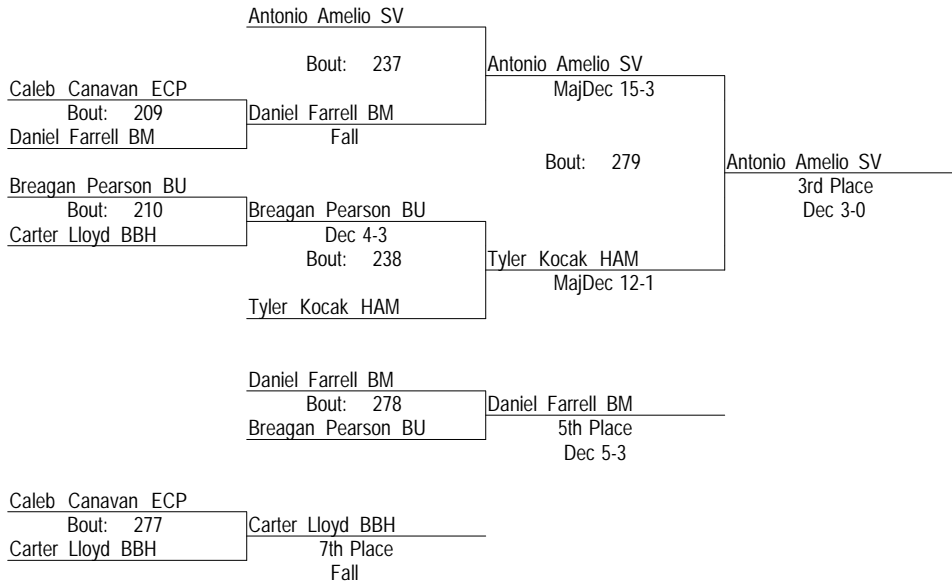 Antonio Amelio SV
Bout: 237
Antonio Amelio SV
MajDec 15-3
Caleb Canavan ECP
Bout: 209
Daniel Farrell BM
Daniel Farrell BM
Fall
Bout: 279
Antonio Amelio SV
3rd Place
Dec 3-0
Breagan Pearson BU
Bout: 210
Carter Lloyd BBH
Breagan Pearson BU
Dec 4-3
Bout: 238
Tyler Kocak HAM
MajDec 12-1
Tyler Kocak HAM
Daniel Farrell BM
Bout: 278
Breagan Pearson BU
Daniel Farrell BM
5th Place
Dec 5-3
Caleb Canavan ECP
Bout: 277
Carter Lloyd BBH
Carter Lloyd BBH
7th Place
Fall